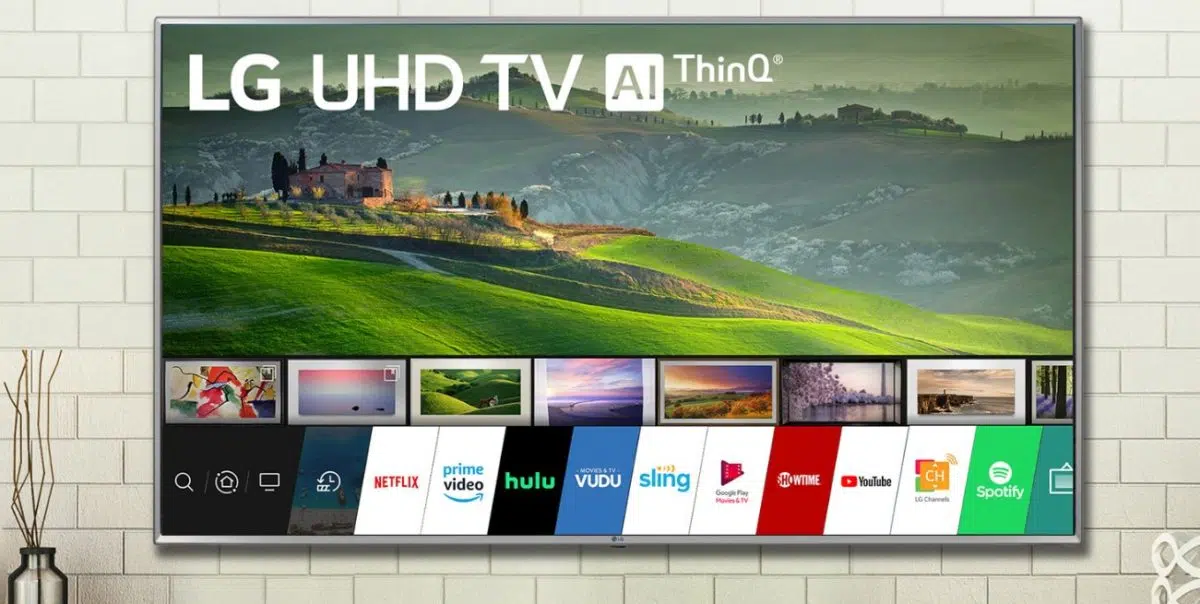 LG UHD TV AI ThinQ®
NETFLIX
prime
video
hulu
MOVIES & TV
VUDU
sling
Google Play
Movies & TV
SHOWTIME
YouTube
CH
LG Channels
Spotify
LG